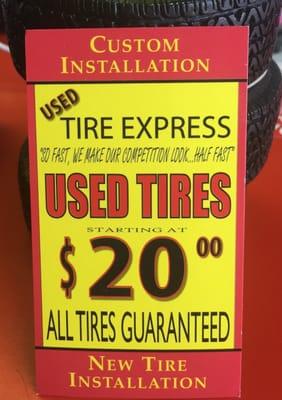 CUSTOM
INSTALLATION
USED
TIRE EXPRESS
"SO FAST, WE MAKE OUR COMPETITION LOOK...HALF FAST"
USED TIRES
STARTING AT
$20.00
ALL TIRES GUARANTEED
NEW TIRE
INSTALLATION